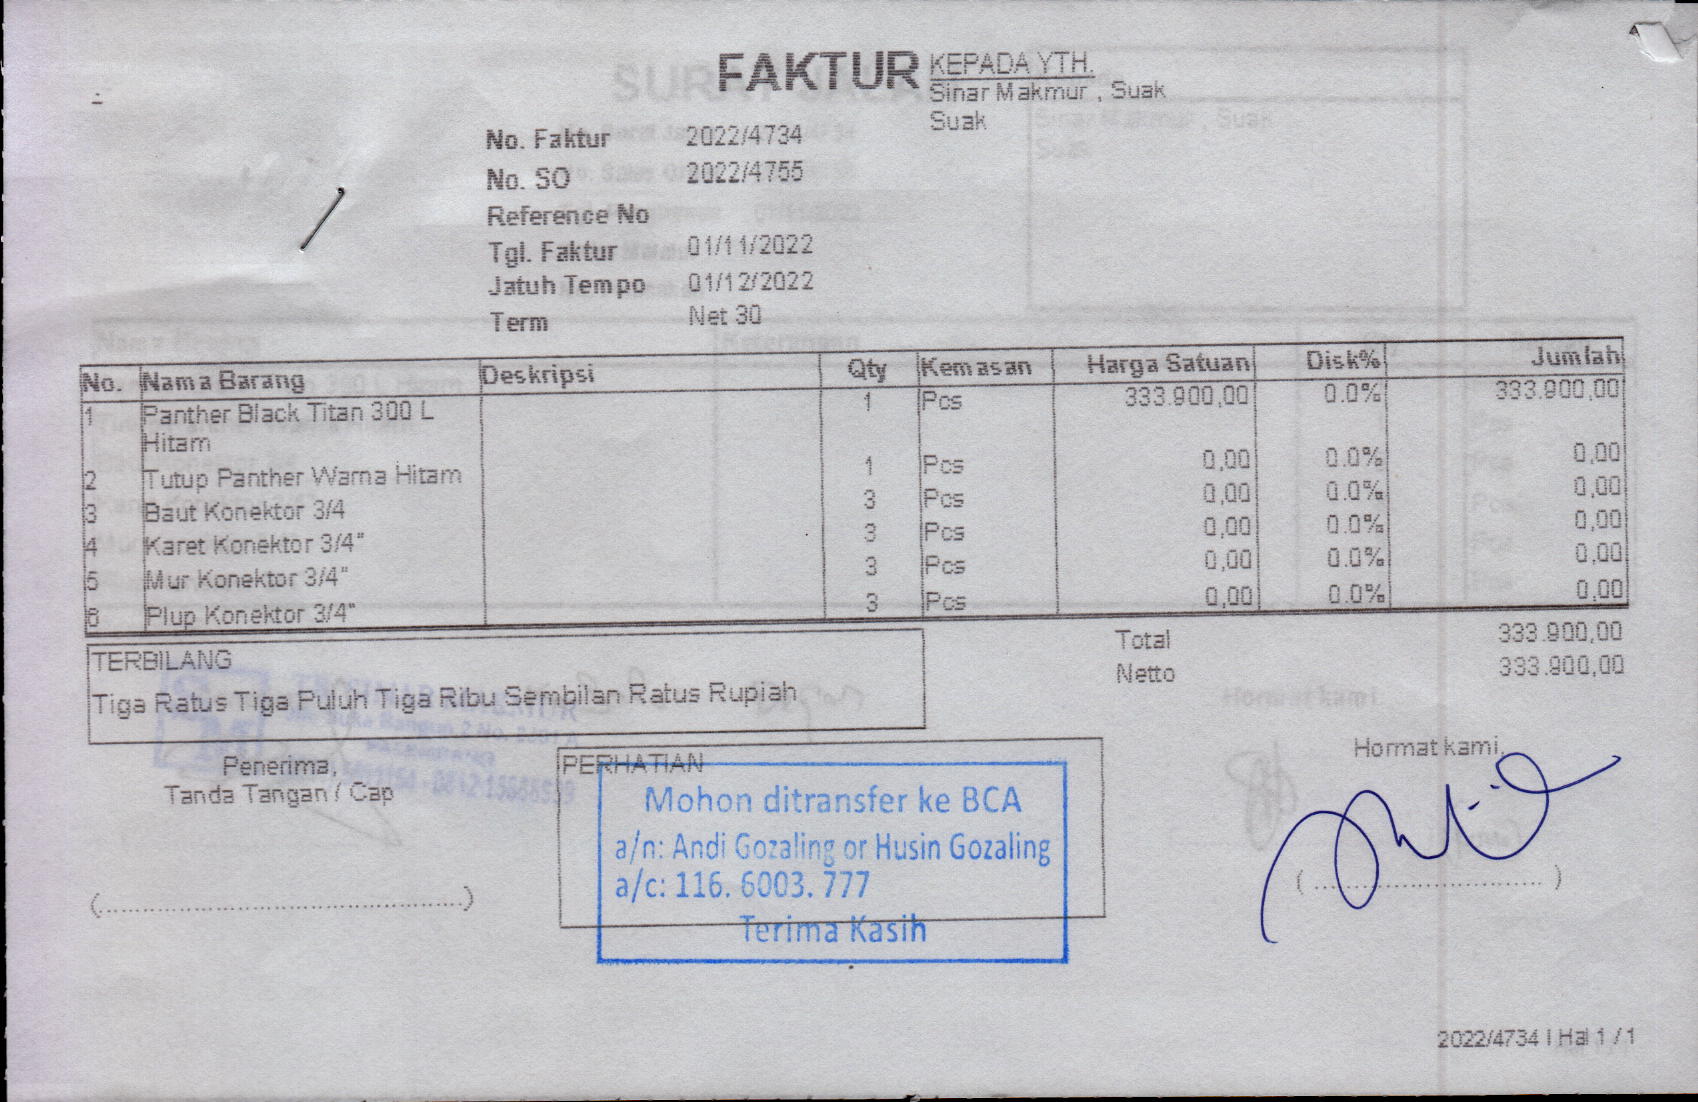 FAKTUR
KEPADA YTH.
Sinar Makmur , Suak
Suak
No. Faktur 2022/4734
No. SO 2022/4755
Reference No
Tgl. Faktur 01/11/2022
Jatuh Tempo 01/12/2022
Term Net 30
No. Nama Barang Deskripsi Qty Kemasan Harga Satuan Disk% Jumlah
1 Panther Black Titan 300 L 1 Pcs 333.900,00 0.0% 333.900,00
Hitam
2 Tutup Panther Warna Hitam 1 Pcs 0,00 0.0% 0,00
3 Baut Konektor 3/4 3 Pcs 0,00 0.0% 0,00
4 Karet Konektor 3/4" 3 Pcs 0,00 0.0% 0,00
5 Mur Konektor 3/4" 3 Pcs 0,00 0.0% 0,00
6 Plup Konektor 3/4" 3 Pcs 0,00 0.0% 0,00
Total 333.900,00
Netto 333.900,00
TERBILANG
Tiga Ratus Tiga Puluh Tiga Ribu Sembilan Ratus Rupiah
Penerima,
Tanda Tangan / Cap
(..........................................................)
PERHATIAN
Mohon ditransfer ke BCA
a/n: Andi Gozaling or Husin Gozaling
a/c: 116. 6003. 777
Terima Kasih
Hormat kami,
( .................................... )
2022/4734 | Hal 1 / 1